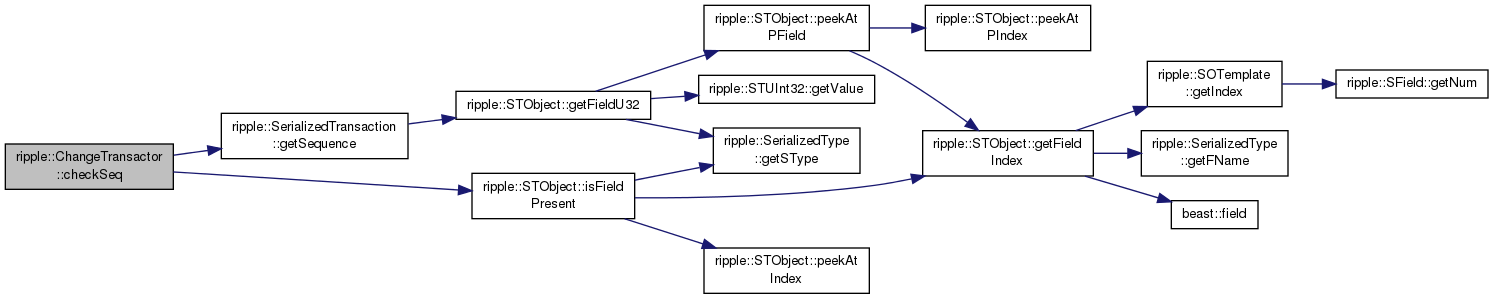 ripple::ChangeTransactor
::checkSeq
ripple::SerializedTransaction
::getSequence
ripple::STObject::isField
Present
ripple::STObject::getFieldU32
ripple::STObject::peekAt
PField
ripple::STUInt32::getValue
ripple::SerializedType
::getSType
ripple::STObject::peekAt
Index
ripple::STObject::peekAt
PIndex
ripple::STObject::getField
Index
ripple::SOTemplate
::getIndex
ripple::SerializedType
::getFName
beast::field
ripple::SField::getNum